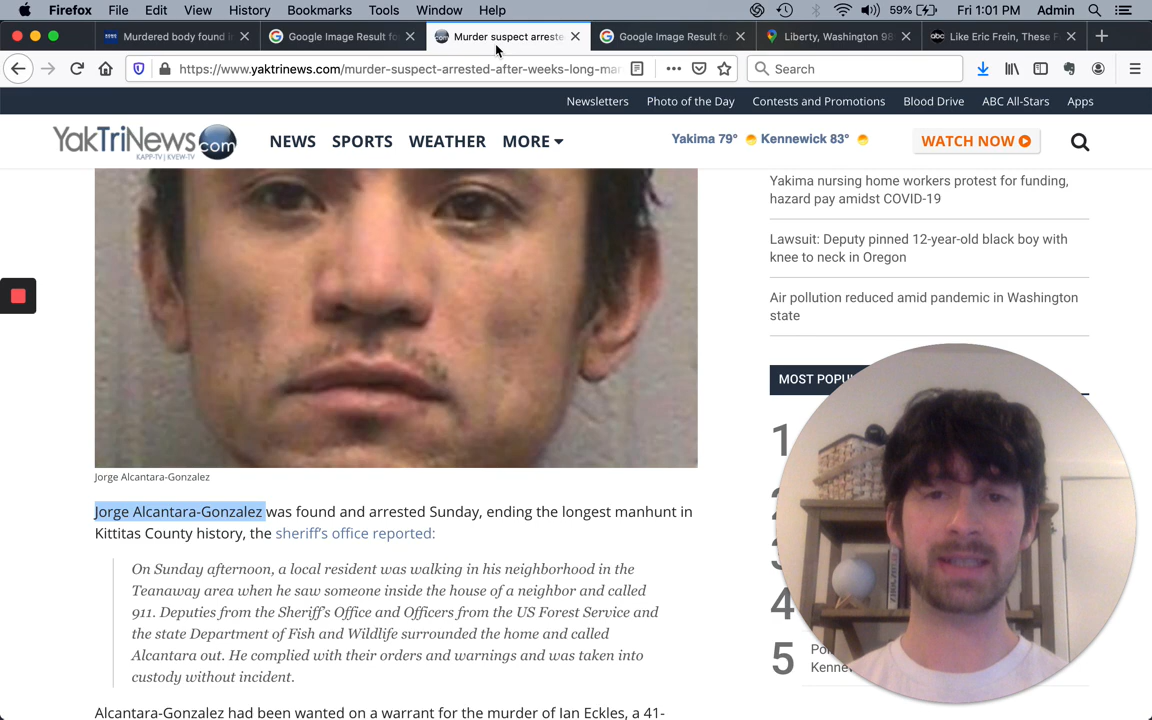 Firefox File Edit View History Bookmarks Tools Window Help 59% Fri 1:01 PM Admin
Murdered body found i
Google Image Result fo
Murder suspect arreste
Google Image Result fo
Liberty, Washington 98
abc Like Eric Frein, These F
https://www.yaktrinews.com/murder-suspect-arrested-after-weeks-long-ma
Search
Newsletters Photo of the Day Contests and Promotions Blood Drive ABC All-Stars Apps
YakTriNews.com
KAPP-TV | KVEW-TV
NEWS SPORTS WEATHER MORE
Yakima 79° Kennewick 83°
WATCH NOW
Yakima nursing home workers protest for funding,
hazard pay amidst COVID-19
Lawsuit: Deputy pinned 12-year-old black boy with
knee to neck in Oregon
Air pollution reduced amid pandemic in Washington
state
MOST POPU
1
4
5
Kenne
Jorge Alcantara-Gonzalez
Jorge Alcantara-Gonzalez was found and arrested Sunday, ending the longest manhunt in
Kittitas County history, the sheriff's office reported:
On Sunday afternoon, a local resident was walking in his neighborhood in the
Teanaway area when he saw someone inside the house of a neighbor and called
911. Deputies from the Sheriff's Office and Officers from the US Forest Service and
the state Department of Fish and Wildlife surrounded the home and called
Alcantara out. He complied with their orders and warnings and was taken into
custody without incident.
Alcantara-Gonzalez had been wanted on a warrant for the murder of Ian Eckles, a 41-